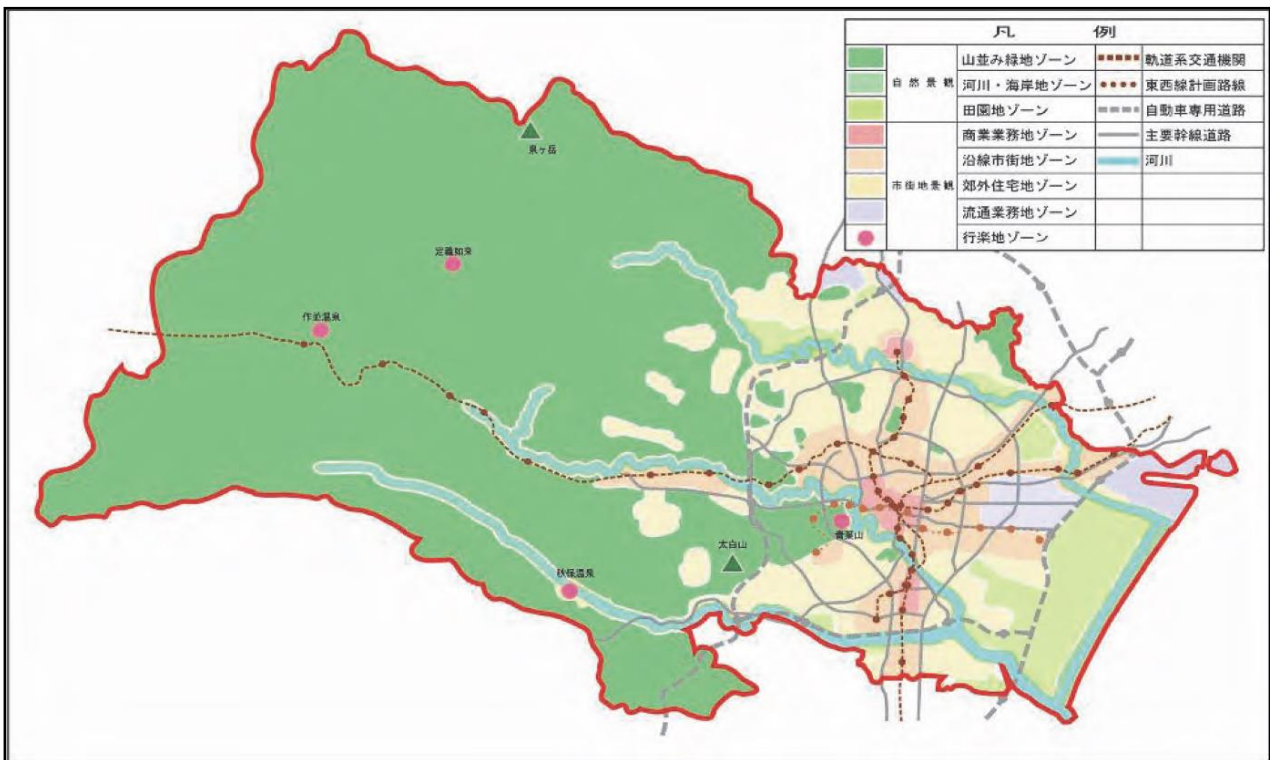 凡例
自然景観
山並み緑地ゾーン
河川・海岸地ゾーン
田園地ゾーン
市街地景観
商業業務地ゾーン
沿線市街地ゾーン
郊外住宅地ゾーン
流通業務地ゾーン
行楽地ゾーン
軌道系交通機関
東西線計画路線
自動車専用道路
主要幹線道路
河川
泉ヶ岳
定義如来
作並温泉
青葉山
太白山
秋保温泉